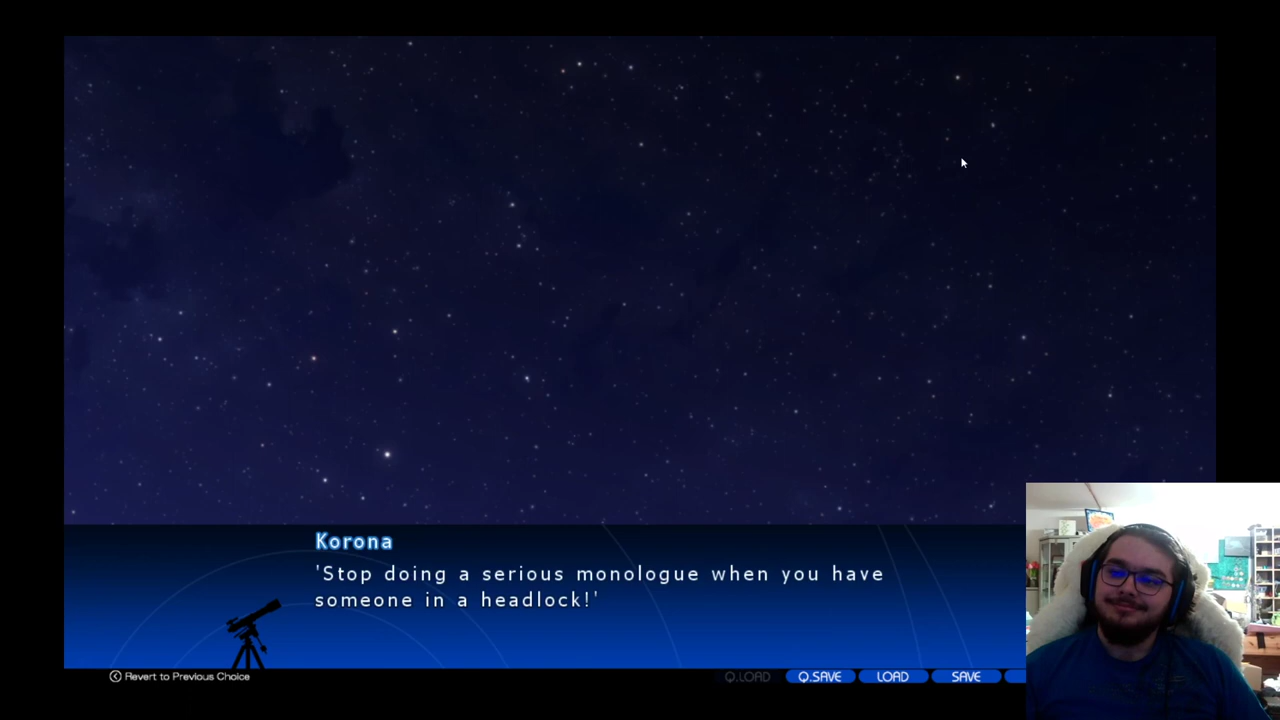 Korona
'Stop doing a serious monologue when you have
someone in a headlock!'
Revert to Previous Choice
Q.LOAD
Q.SAVE
LOAD
SAVE